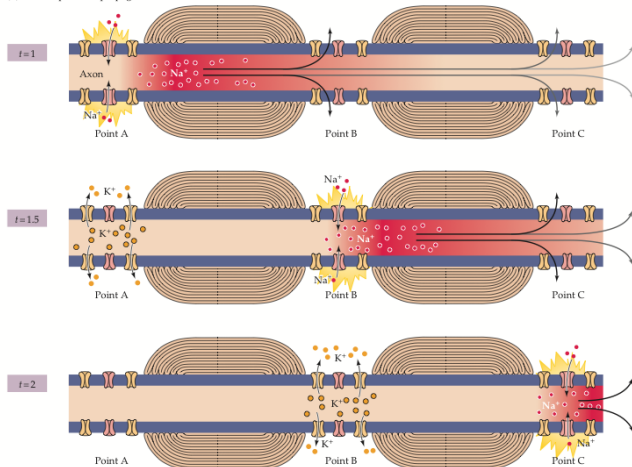 t=1
Axon
Na⁺
Na⁺
Point A
Point B
Point C
t=1.5
K⁺
K⁺
Na⁺
Na⁺
Na⁺
Point A
Point B
Point C
t=2
K⁺
K⁺
K⁺
Na⁺
Na⁺
Point A
Point B
Point C